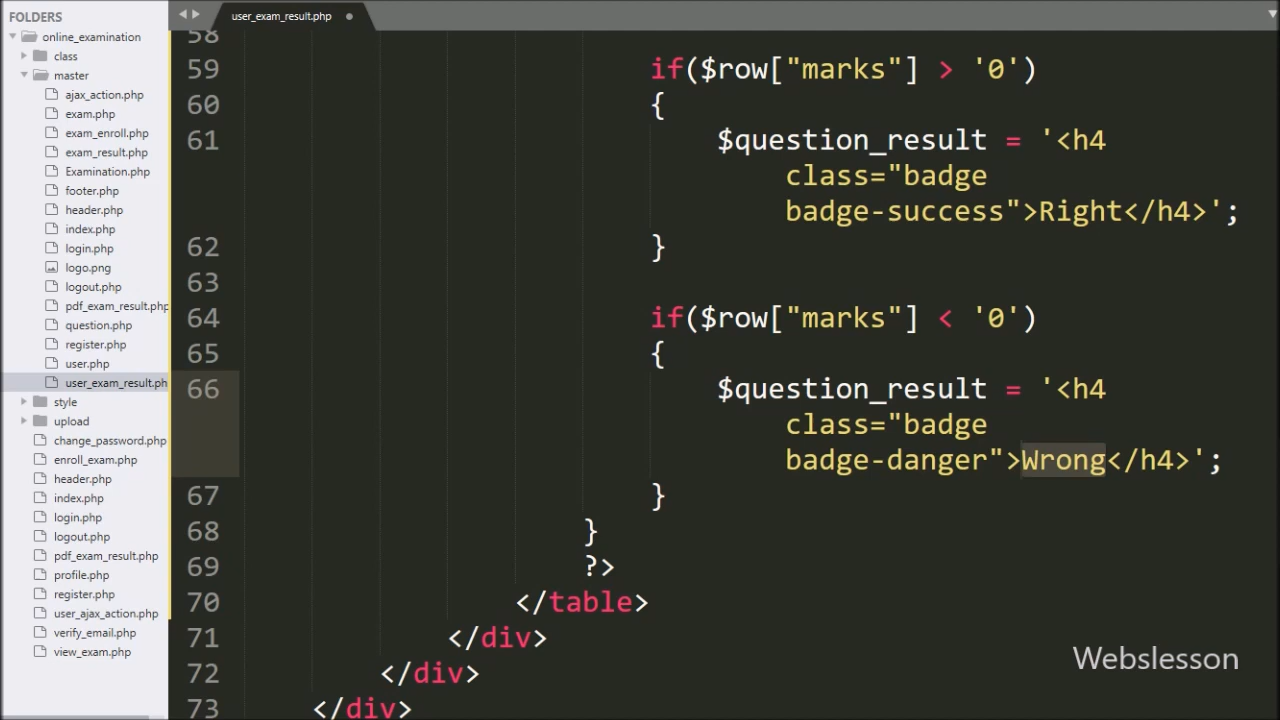 FOLDERS
online_examination
class
master
ajax_action.php
exam.php
exam_enroll.php
exam_result.php
Examination.php
footer.php
header.php
index.php
login.php
logo.png
logout.php
pdf_exam_result.php
question.php
register.php
user.php
user_exam_result.ph
style
upload
change_password.php
enroll_exam.php
header.php
index.php
login.php
logout.php
pdf_exam_result.php
profile.php
register.php
user_ajax_action.php
verify_email.php
view_exam.php
user_exam_result.php
58
59 if($row["marks"] > '0')
60 {
61 $question_result = '<h4
class="badge
badge-success">Right</h4>';
62 }
63
64 if($row["marks"] < '0')
65 {
66 $question_result = '<h4
class="badge
badge-danger">Wrong</h4>';
67 }
68 }
69 ?>
70 </table>
71 </div>
72 </div>
73 </div>
Webslesson